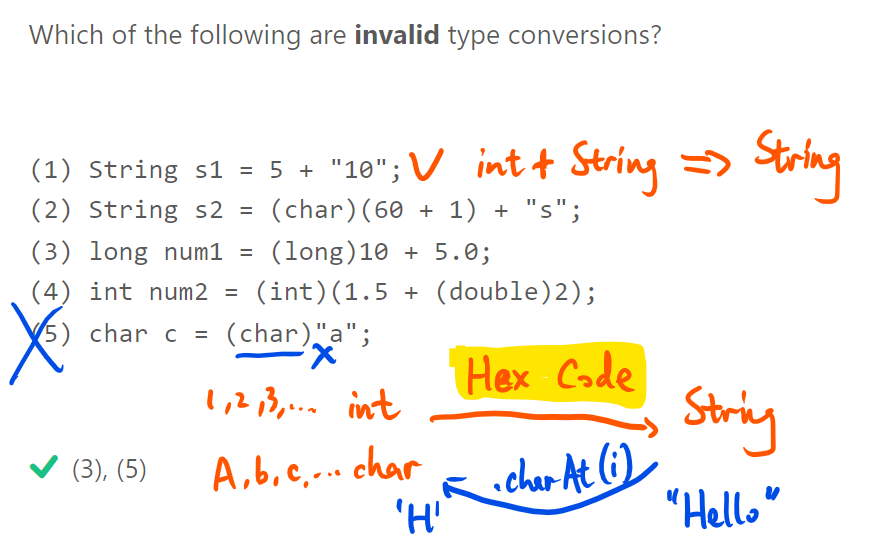 Which of the following are invalid type conversions?
(1) String s1 = 5 + "10"; V int + String => String
(2) String s2 = (char)(60 + 1) + "s";
(3) long num1 = (long)10 + 5.0;
(4) int num2 = (int)(1.5 + (double)2);
X (5) char c = (char)"a";
x
Hex Code
1,2,3,... int String
✓ (3), (5) A,b,c,... char .charAt(i)
'H' "Hello"